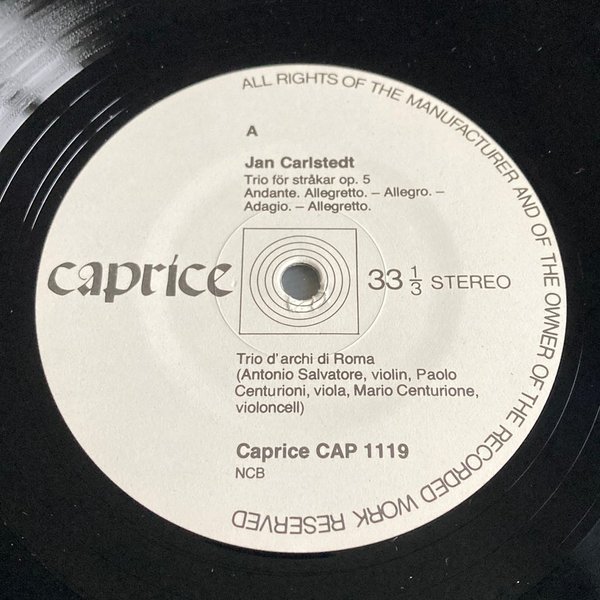 ALL RIGHTS OF THE MANUFACTURER AND OF THE OWNER OF THE RECORDED WORK RESERVED
A
Jan Carlstedt
Trio för stråkar op. 5
Andante. Allegretto. – Allegro. –
Adagio. – Allegretto.
caprice
33 1/3 STEREO
Trio d'archi di Roma
(Antonio Salvatore, violin, Paolo
Centurioni, viola, Mario Centurione,
violoncell)
Caprice CAP 1119
NCB